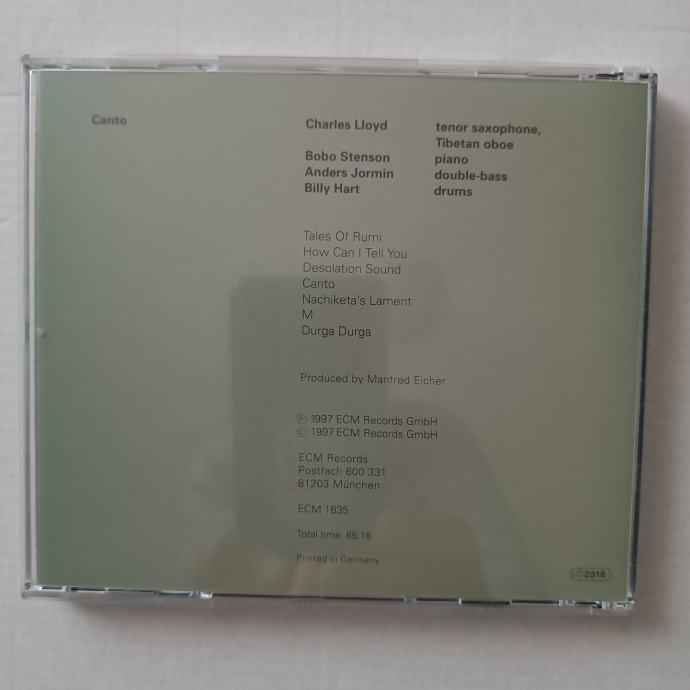 Canto
Charles Lloyd tenor saxophone,
Tibetan oboe
Bobo Stenson piano
Anders Jormin double-bass
Billy Hart drums
Tales Of Rumi
How Can I Tell You
Desolation Sound
Canto
Nachiketa's Lament
M
Durga Durga
Produced by Manfred Eicher
℗ 1997 ECM Records GmbH
© 1997 ECM Records GmbH
ECM Records
Postfach 600 331
81203 München
ECM 1635
Total time: 65.18
Printed in Germany
LC 2516